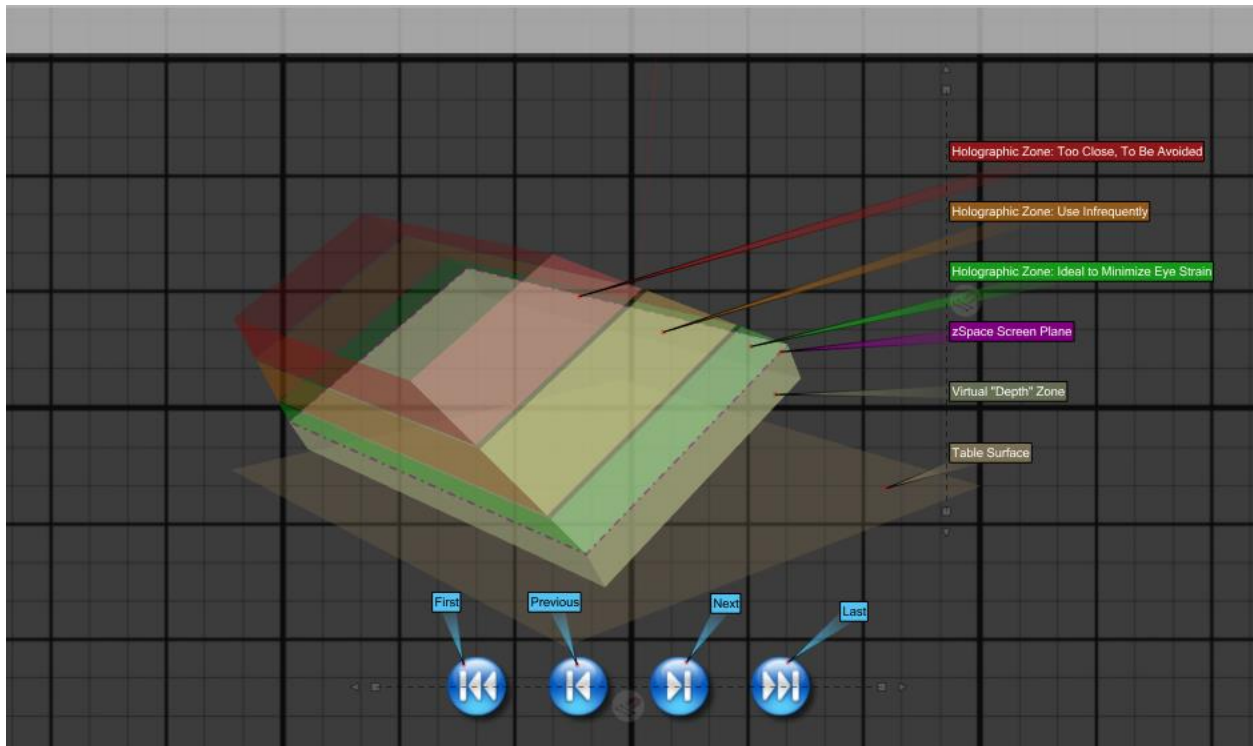 Holographic Zone: Too Close, To Be Avoided
Holographic Zone: Use Infrequently
Holographic Zone: Ideal to Minimize Eye Strain
zSpace Screen Plane
Virtual "Depth" Zone
Table Surface
First
Previous
Next
Last